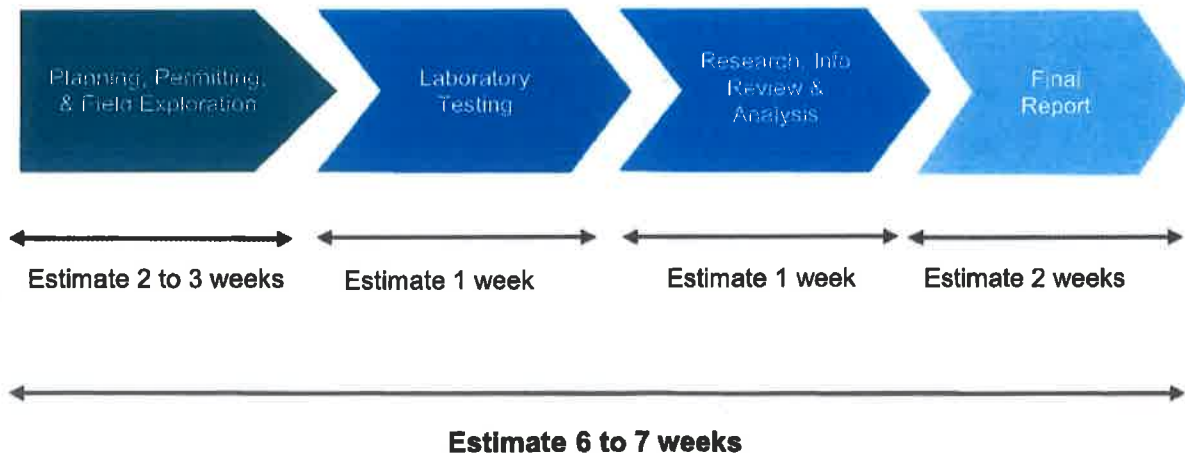 Planning, Permitting,
& Field Exploration
Laboratory
Testing
Research, Info
Review &
Analysis
Final
Report
Estimate 2 to 3 weeks
Estimate 1 week
Estimate 1 week
Estimate 2 weeks
Estimate 6 to 7 weeks